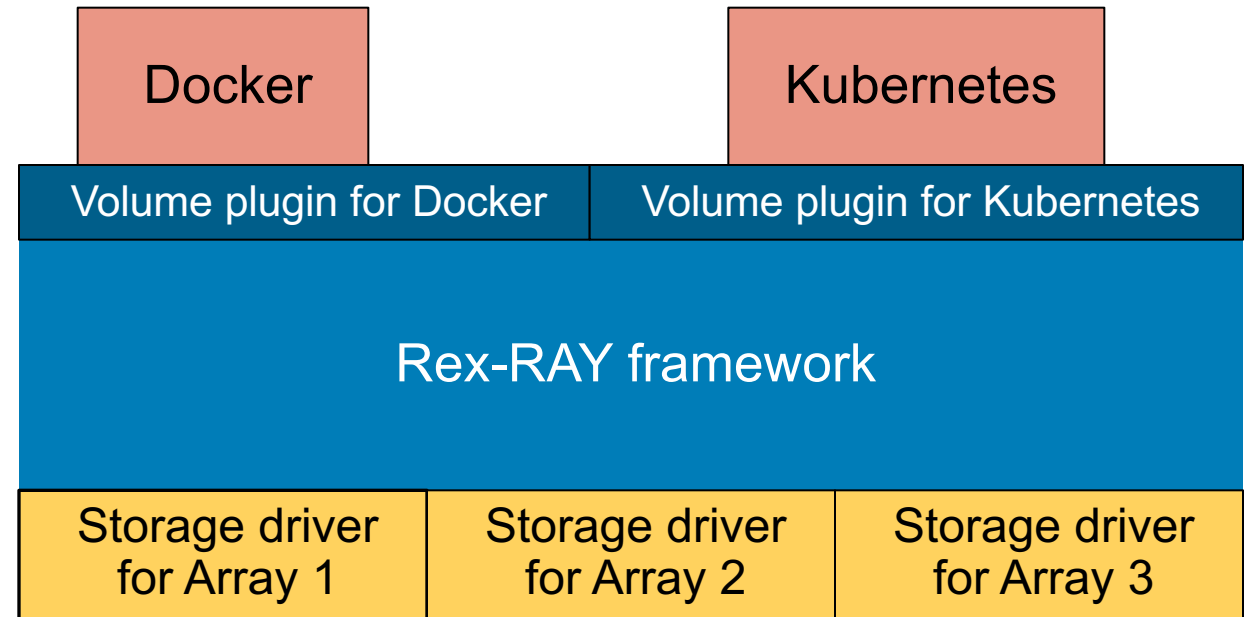 Docker
Kubernetes
Volume plugin for Docker
Volume plugin for Kubernetes
Rex-RAY framework
Storage driver
for Array 1
Storage driver
for Array 2
Storage driver
for Array 3